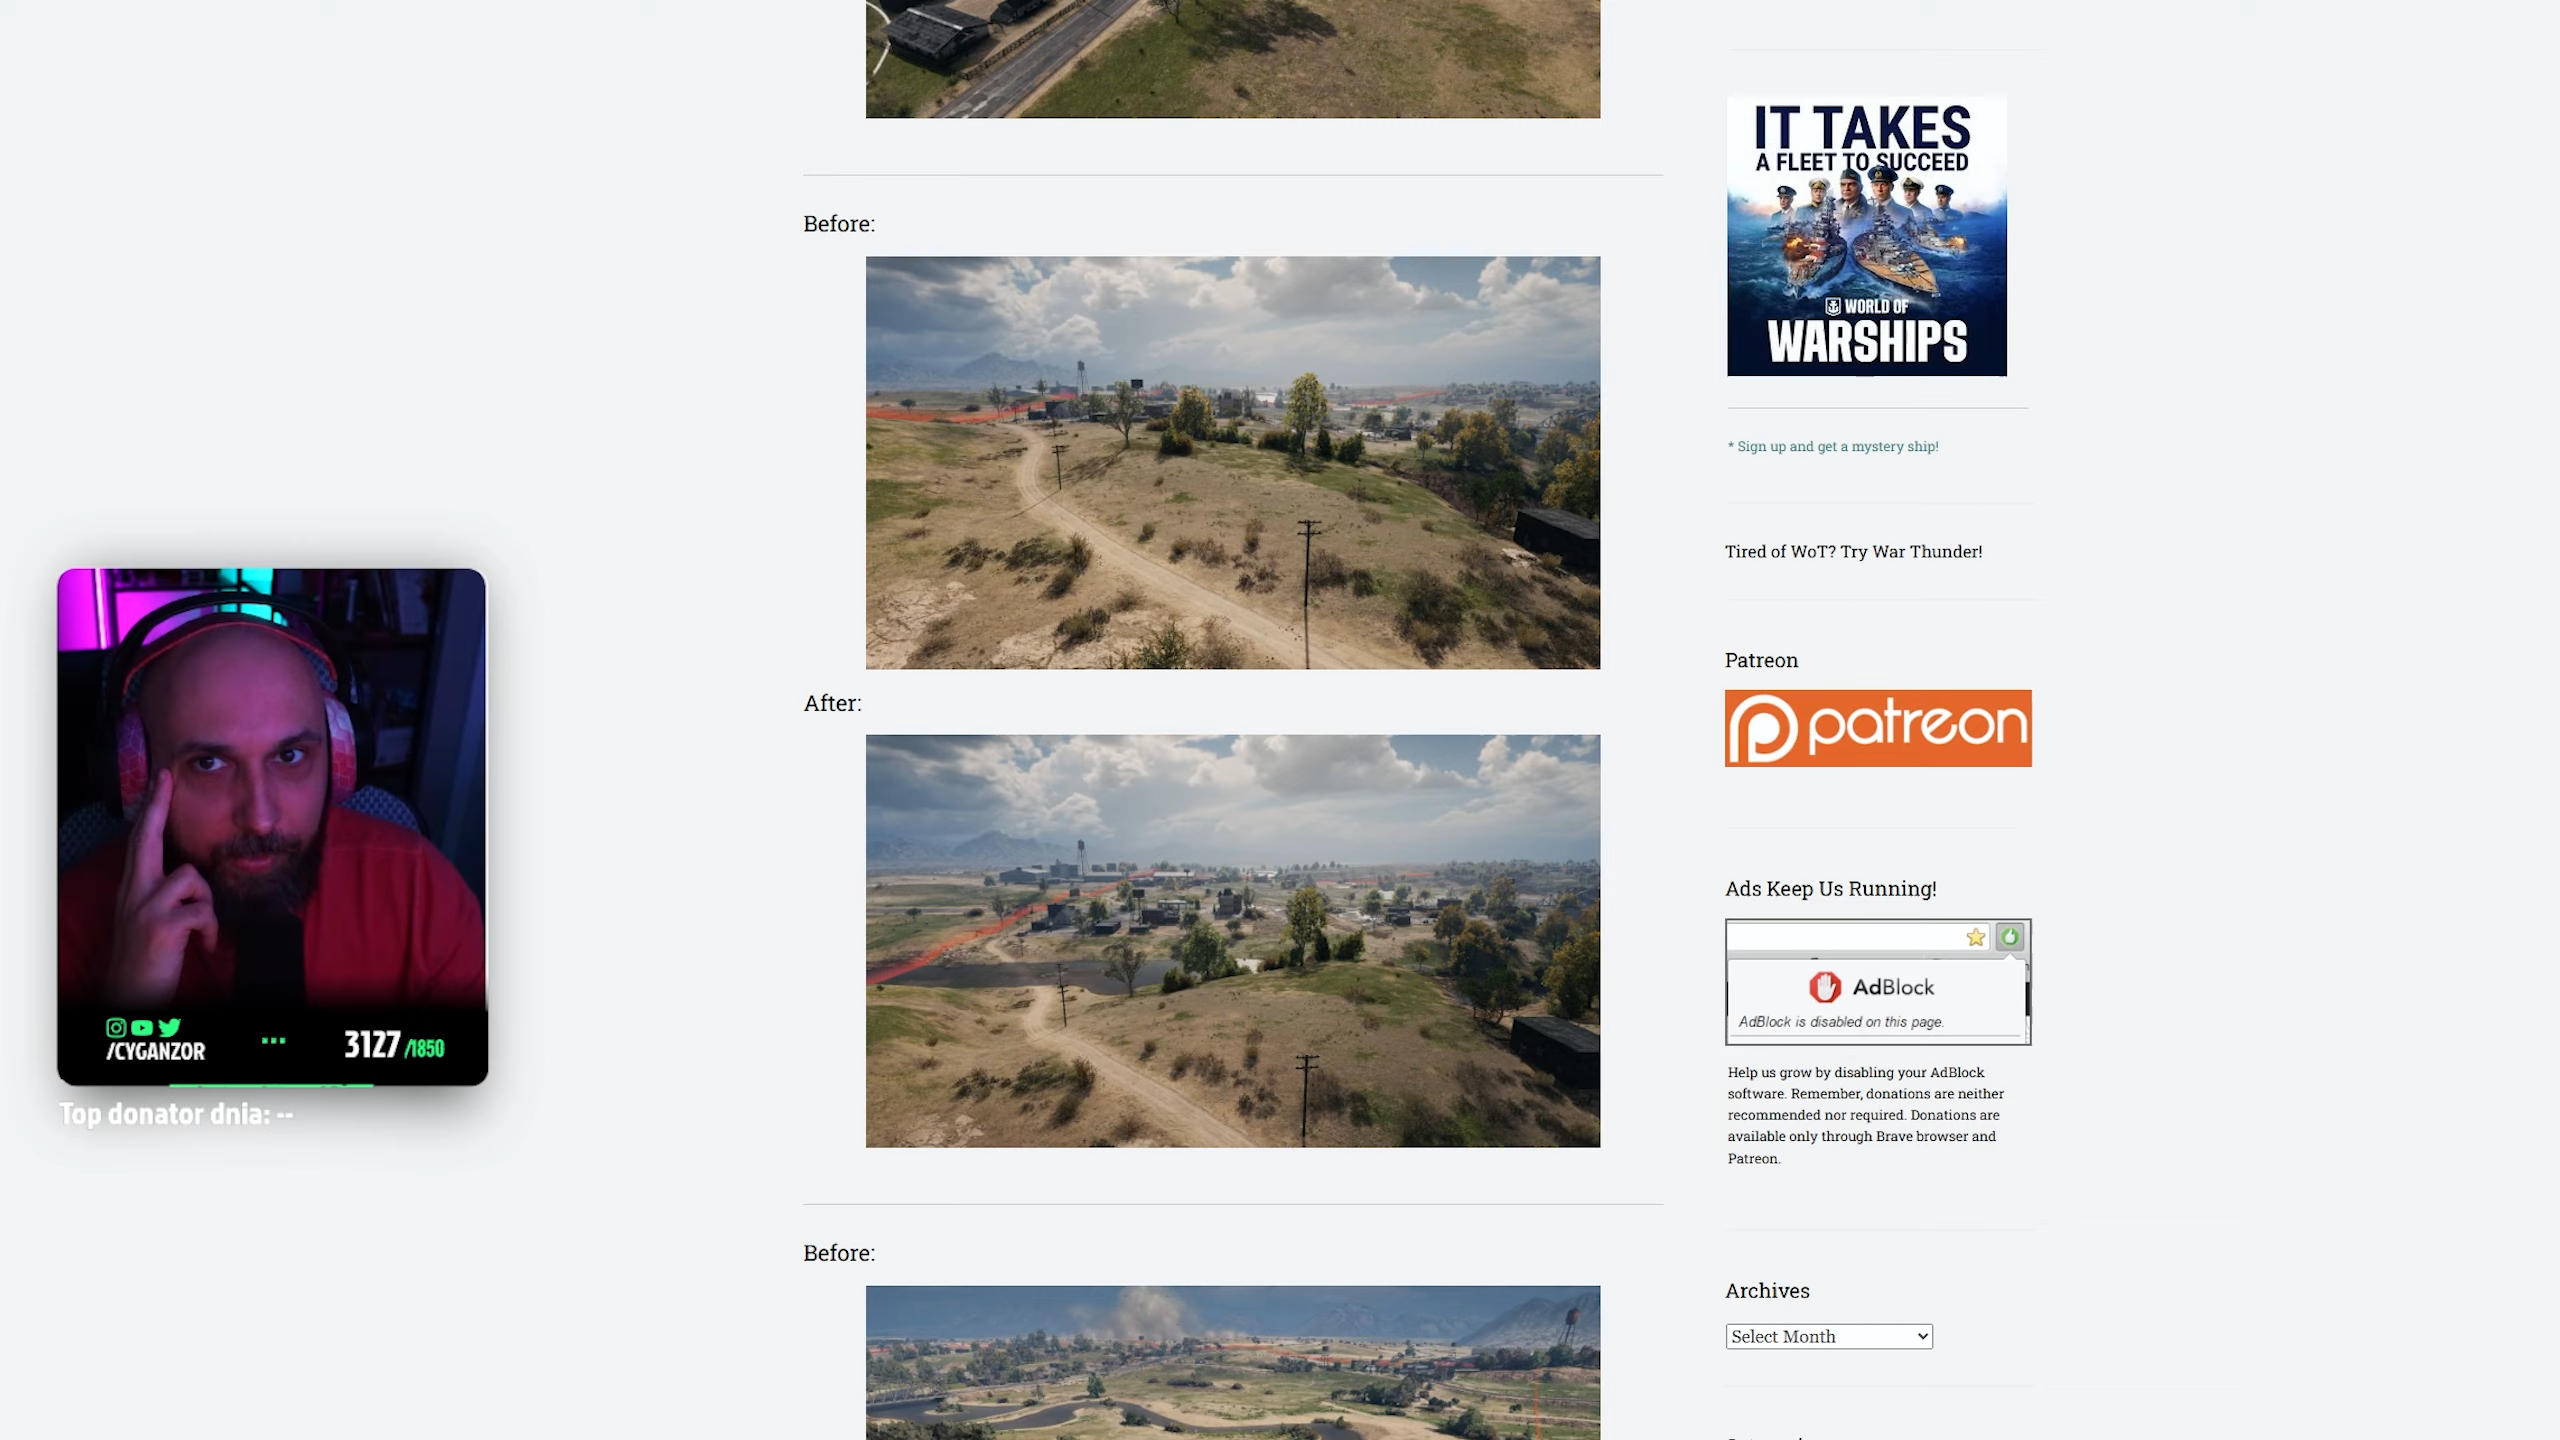 Before:
After:
Before:
/CYGANZOR
...
3127 /1850
Top donator dnia: --
IT TAKES
A FLEET TO SUCCEED
WORLD OF
WARSHIPS
* Sign up and get a mystery ship!
Tired of WoT? Try War Thunder!
Patreon
patreon
Ads Keep Us Running!
AdBlock
AdBlock is disabled on this page.
Help us grow by disabling your AdBlock
software. Remember, donations are neither
recommended nor required. Donations are
available only through Brave browser and
Patreon.
Archives
Select Month